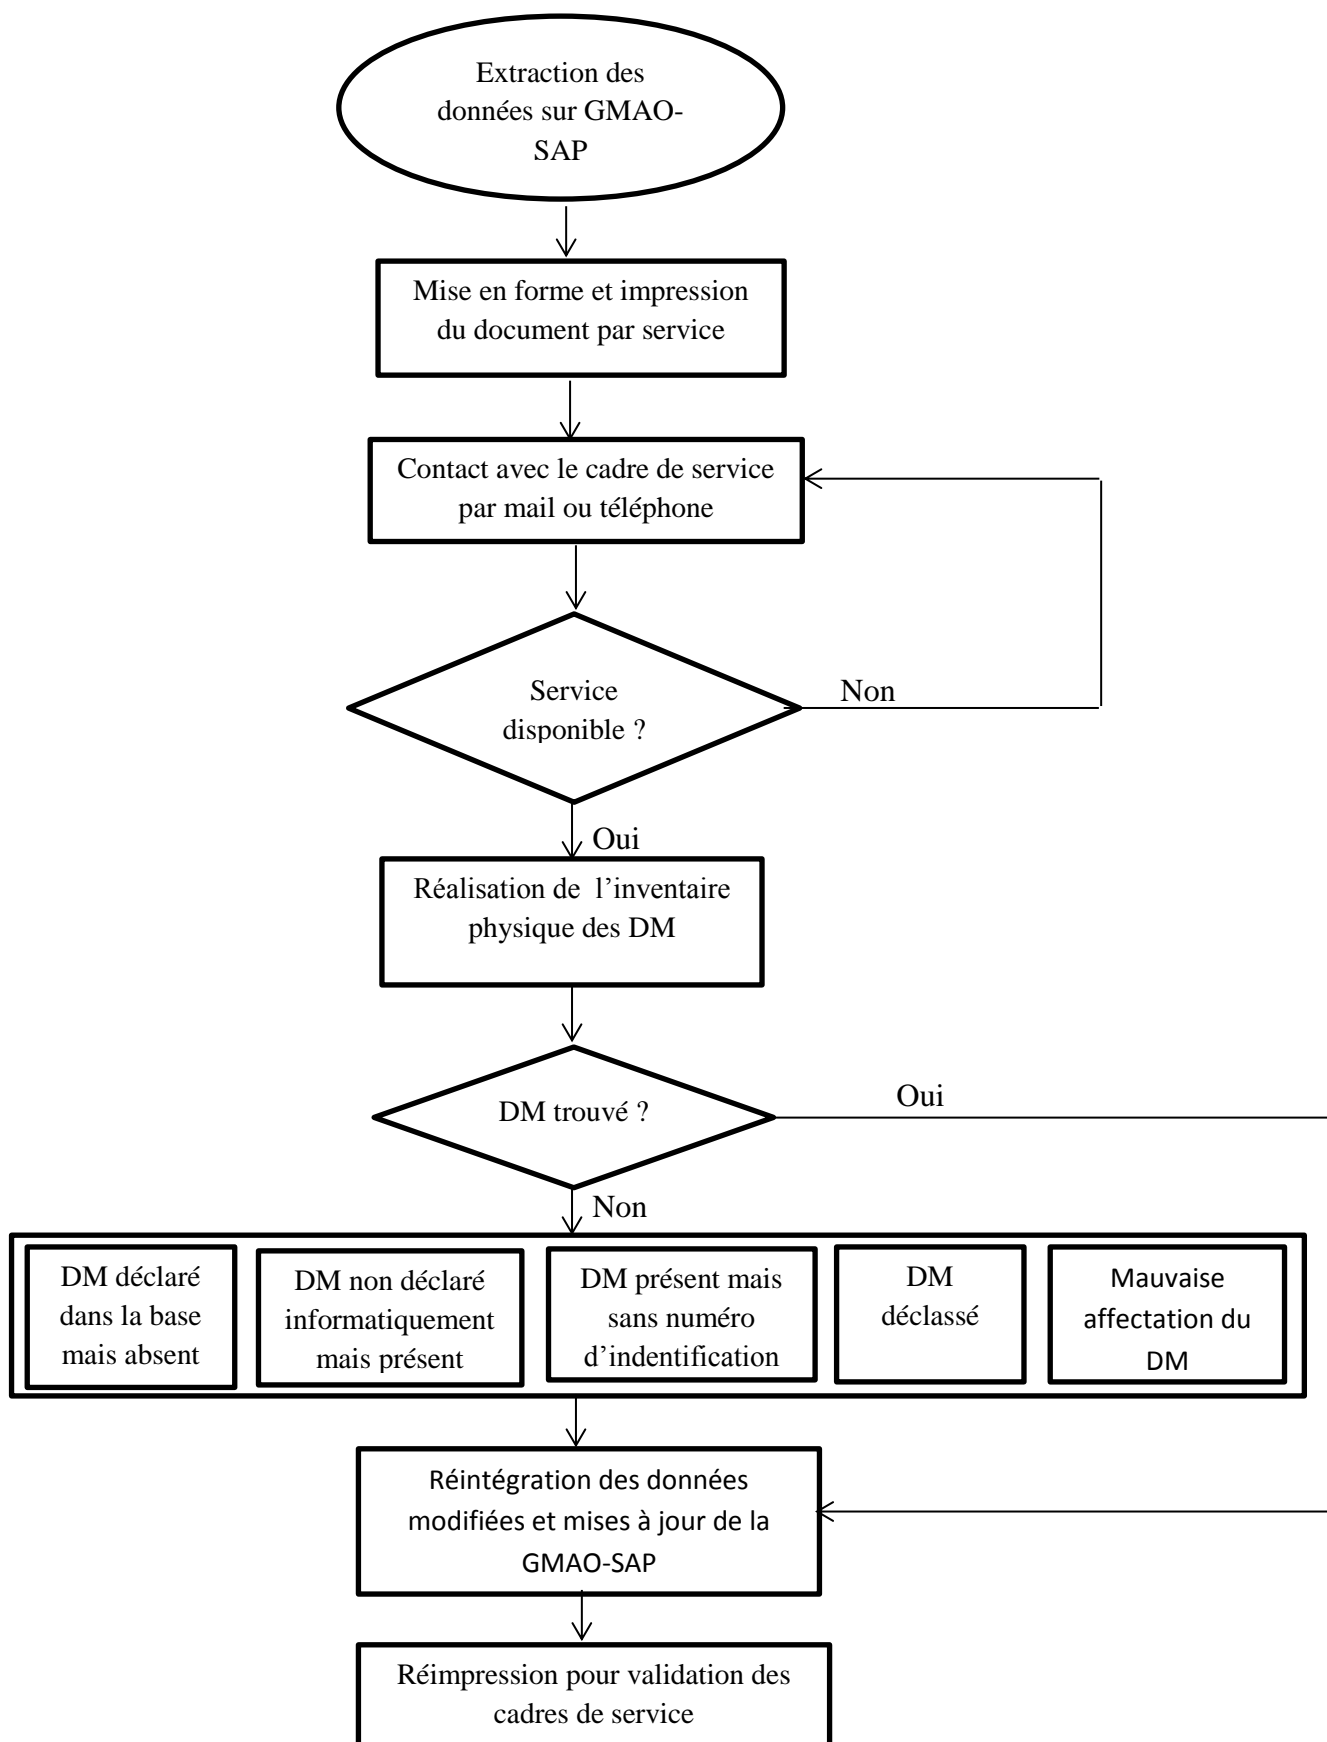 Extraction des
données sur GMAO-
SAP
Mise en forme et impression
du document par service
Contact avec le cadre de service
par mail ou téléphone
Service
disponible ?
Non
Oui
Réalisation de l’inventaire
physique des DM
DM trouvé ?
Oui
Non
DM déclaré
dans la base
mais absent
DM non déclaré
informatiquement
mais présent
DM présent mais
sans numéro
d’indentification
DM
déclassé
Mauvaise
affectation du
DM
Réintégration des données
modifiées et mises à jour de la
GMAO-SAP
Réimpression pour validation des
cadres de service